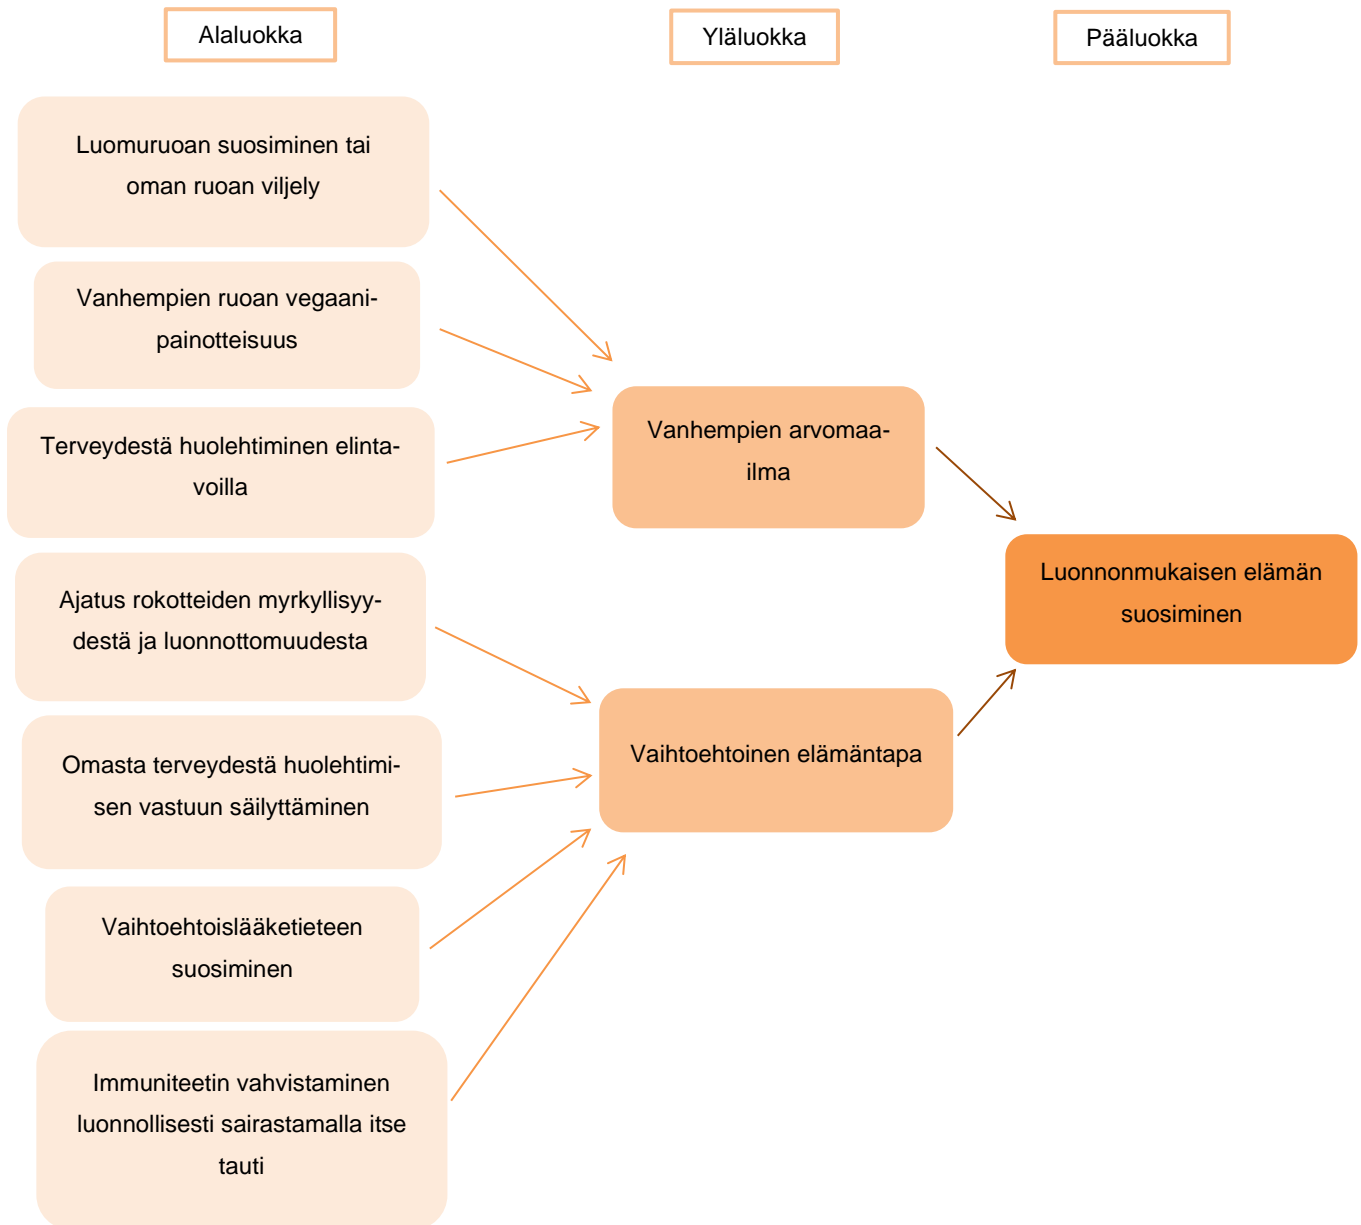 Alaluokka
Yläluokka
Pääluokka
Luomuruoan suosiminen tai
oman ruoan viljely
Vanhempien ruoan vegaani-
painotteisuus
Terveydestä huolehtiminen elinta-
voilla
Ajatus rokotteiden myrkyllisyy-
destä ja luonnottomuudesta
Omasta terveydestä huolehtimi-
sen vastuun säilyttäminen
Vaihtoehtoislääketieteen
suosiminen
Immuniteetin vahvistaminen
luonnollisesti sairastamalla itse
tauti
Vanhempien arvomaa-
ilma
Vaihtoehtoinen elämäntapa
Luonnonmukaisen elämän
suosiminen